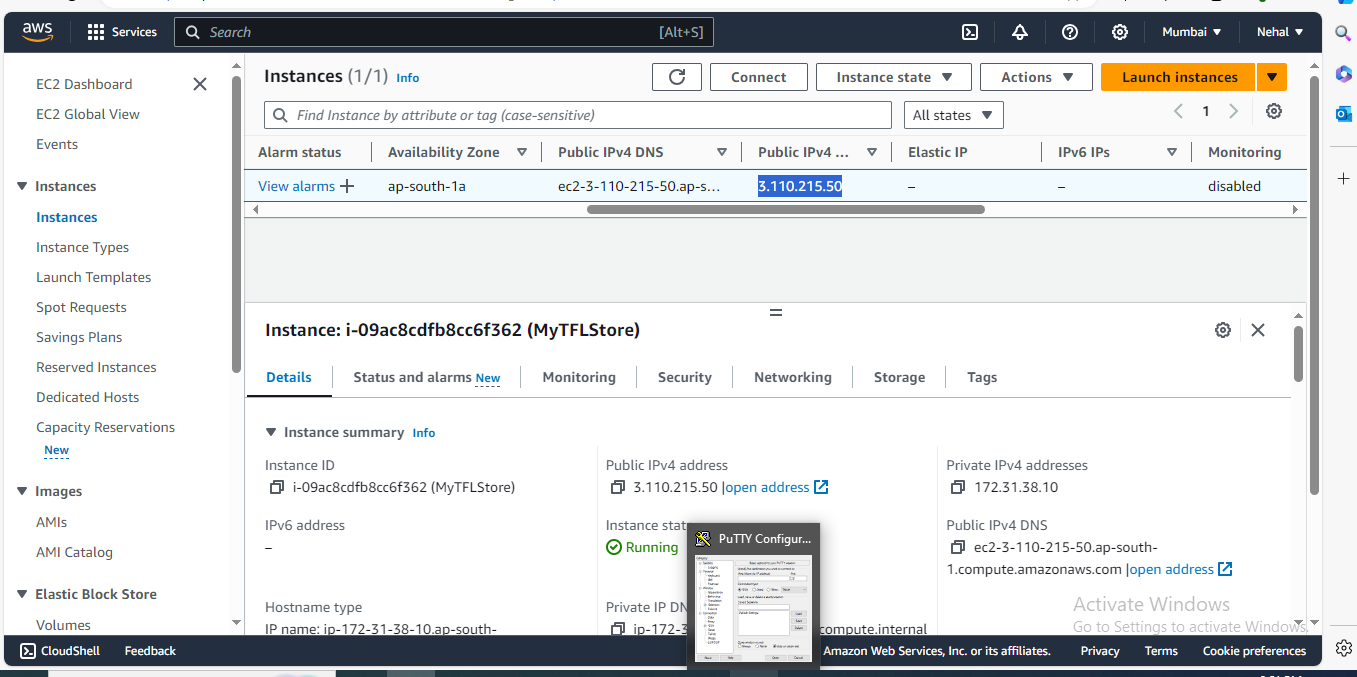 aws Services Search [Alt+S] Mumbai ▼ Nehal ▼
EC2 Dashboard
EC2 Global View
Events
Instances
Instances
Instance Types
Launch Templates
Spot Requests
Savings Plans
Reserved Instances
Dedicated Hosts
Capacity Reservations
New
Images
AMIs
AMI Catalog
Elastic Block Store
Volumes
Instances (1/1) Info Connect Instance state ▼ Actions ▼ Launch instances ▼
Find Instance by attribute or tag (case-sensitive) All states ▼ 1
Alarm status Availability Zone Public IPv4 DNS Public IPv4 ... Elastic IP IPv6 IPs Monitoring
View alarms + ap-south-1a ec2-3-110-215-50.ap-s... 3.110.215.50 – – disabled
Instance: i-09ac8cdfb8cc6f362 (MyTFLStore)
Details Status and alarms New Monitoring Security Networking Storage Tags
Instance summary Info
Instance ID
i-09ac8cdfb8cc6f362 (MyTFLStore)
Public IPv4 address
3.110.215.50 |open address
Private IPv4 addresses
172.31.38.10
IPv6 address
–
Instance stat
Running
Public IPv4 DNS
ec2-3-110-215-50.ap-south-
1.compute.amazonaws.com |open address
Hostname type
IP name: ip-172-31-38-10.ap-south-
Private IP DN
ip-172-3 compute.internal
PuTTY Configur...
Activate Windows
Go to Settings to activate Windows.
CloudShell Feedback Amazon Web Services, Inc. or its affiliates. Privacy Terms Cookie preferences